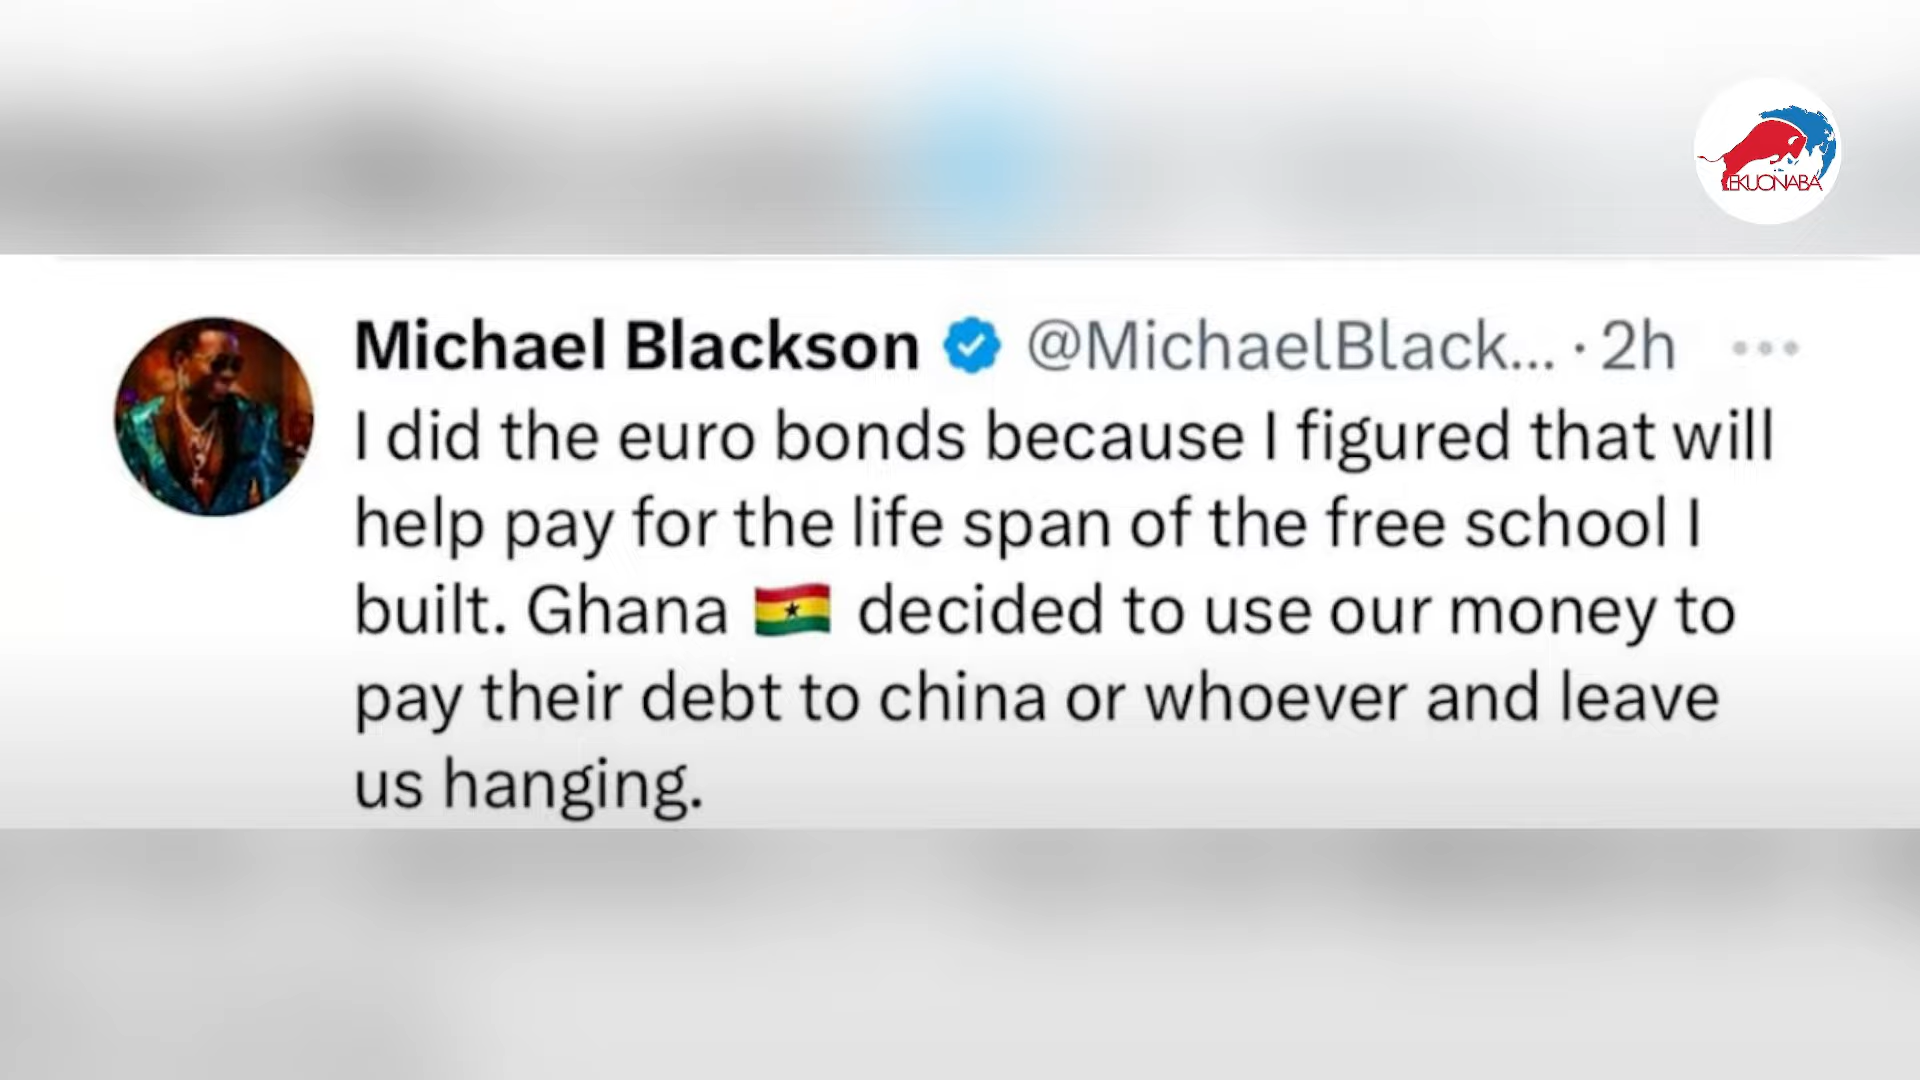 EKUONABA
Michael Blackson @MichaelBlack... · 2h
I did the euro bonds because I figured that will
help pay for the life span of the free school I
built. Ghana 🇬🇭 decided to use our money to
pay their debt to china or whoever and leave
us hanging.